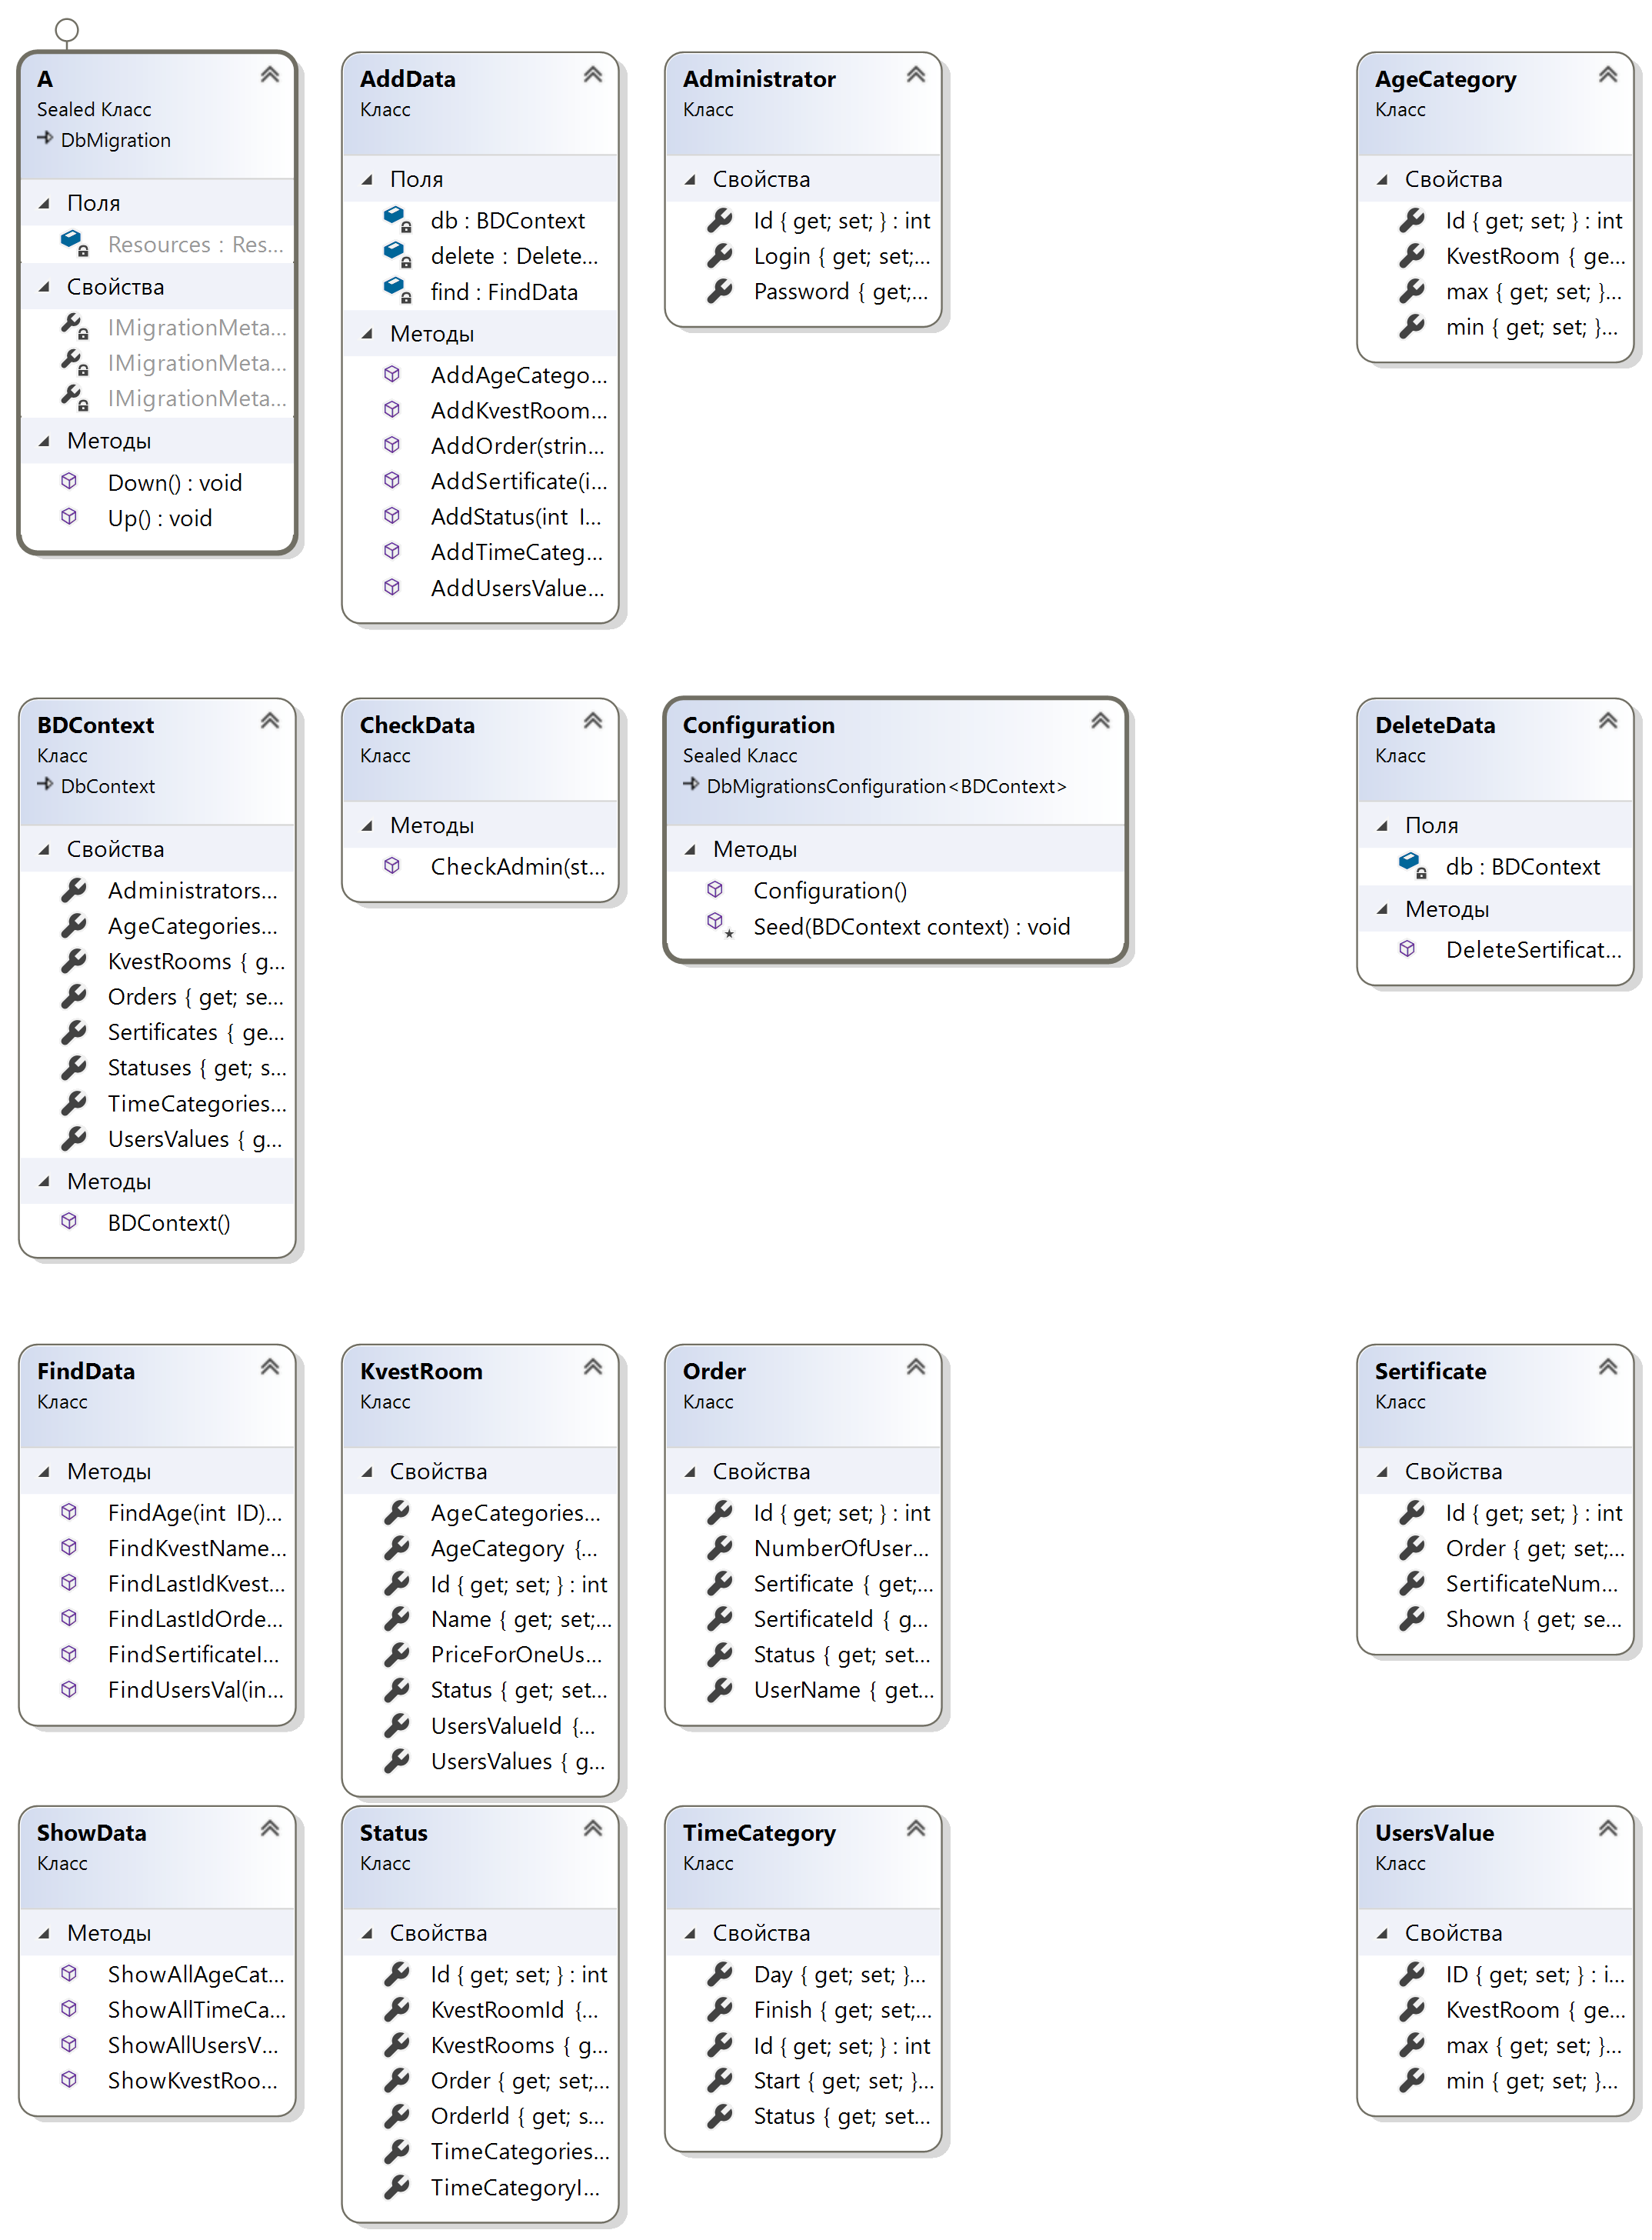 A
Sealed Класс
DbMigration
Поля
Resources : Res...
Свойства
IMigrationMeta...
IMigrationMeta...
IMigrationMeta...
Методы
Down() : void
Up() : void
AddData
Класс
Поля
db : BDContext
delete : Delete...
find : FindData
Методы
AddAgeCatego...
AddKvestRoom...
AddOrder(strin...
AddSertificate(i...
AddStatus(int I...
AddTimeCateg...
AddUsersValue...
Administrator
Класс
Свойства
Id { get; set; } : int
Login { get; set;...
Password { get;...
AgeCategory
Класс
Свойства
Id { get; set; } : int
KvestRoom { ge...
max { get; set; }...
min { get; set; }...
BDContext
Класс
DbContext
Свойства
Administrators...
AgeCategories...
KvestRooms { g...
Orders { get; se...
Sertificates { ge...
Statuses { get; s...
TimeCategories...
UsersValues { g...
Методы
BDContext()
CheckData
Класс
Методы
CheckAdmin(st...
Configuration
Sealed Класс
DbMigrationsConfiguration<BDContext>
Методы
Configuration()
Seed(BDContext context) : void
DeleteData
Класс
Поля
db : BDContext
Методы
DeleteSertificat...
FindData
Класс
Методы
FindAge(int ID)...
FindKvestName...
FindLastIdKvest...
FindLastIdOrde...
FindSertificateI...
FindUsersVal(in...
KvestRoom
Класс
Свойства
AgeCategories...
AgeCategory {...
Id { get; set; } : int
Name { get; set;...
PriceForOneUs...
Status { get; set...
UsersValueId {...
UsersValues { g...
Order
Класс
Свойства
Id { get; set; } : int
NumberOfUser...
Sertificate { get;...
SertificateId { g...
Status { get; set...
UserName { get...
Sertificate
Класс
Свойства
Id { get; set; } : int
Order { get; set;...
SertificateNum...
Shown { get; se...
ShowData
Класс
Методы
ShowAllAgeCat...
ShowAllTimeCa...
ShowAllUsersV...
ShowKvestRoo...
Status
Класс
Свойства
Id { get; set; } : int
KvestRoomId {...
KvestRooms { g...
Order { get; set;...
OrderId { get; s...
TimeCategories...
TimeCategoryI...
TimeCategory
Класс
Свойства
Day { get; set; }...
Finish { get; set;...
Id { get; set; } : int
Start { get; set; }...
Status { get; set...
UsersValue
Класс
Свойства
ID { get; set; } : i...
KvestRoom { ge...
max { get; set; }...
min { get; set; }...